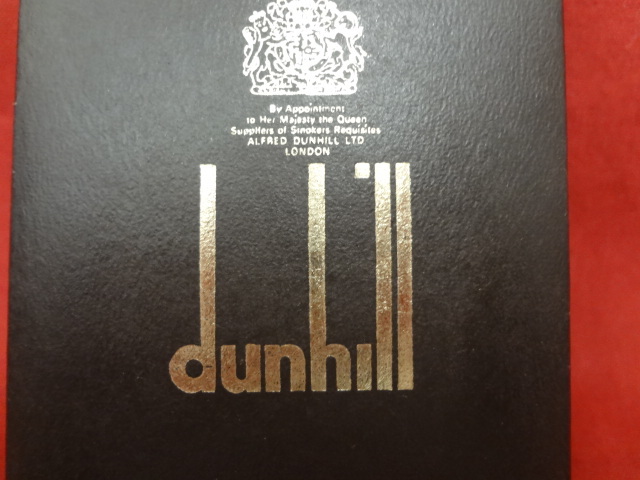 By Appointment
to Her Majesty the Queen
Suppliers of Smokers Requisites
ALFRED DUNHILL LTD
LONDON
dunhill